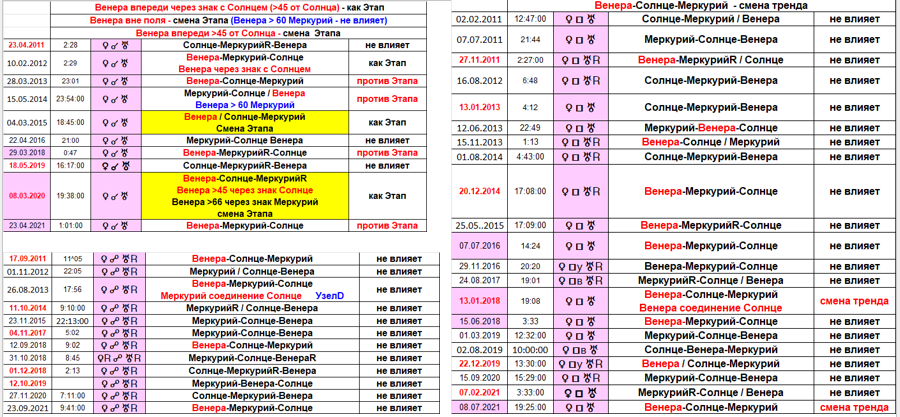 Венера впереди через знак с Солнцем (>45 от Солнца) - как Этап
Венера вне поля - смена Этапа (Венера > 60 Меркурий - не влияет)
Венера впереди >45 от Солнца - смена Этапа
23.04.2011 2:28 ♀ ☌ ♅ Солнце-МеркурийR-Венера не влияет
10.02.2012 2:29 ♀ ☌ ♅ Венера-Меркурий-Солнце
Венера через знак с Солнцем как Этап
28.03.2013 23:01 ♀ ☌ ♅ Венера-Солнце-Меркурий против Этапа
15.05.2014 23:54:00 ♀ ☌ ♅ Меркурий-Солнце / Венера
Венера > 60 Меркурий против Этапа
04.03.2015 18:45:00 ♀ ☌ ♅ Венера / Солнце-Меркурий
Смена Этапа как Этап
22.04.2016 21:00 ♀ ☌ ♅ Меркурий-Солнце Венера не влияет
29.03.2018 0:47 ♀ ☌ ♅ Венера-МеркурийR-Солнце против Этапа
18.05.2019 16:17:00 ♀ ☌ ♅ Солнце-МеркурийR-Венера не влияет
08.03.2020 19:38:00 ♀ ☌ ♅ Венера-Солнце-МеркурийR
Венера >45 через знак Солнце
Венера >66 через знак Меркурий
смена Этапа как Этап
23.04.2021 1:01:00 ♀ ☌ ♅ Венера-Меркурий-Солнце против Этапа
17.09.2011 11^05 ♀ ☍ ♅R Венера-Солнце-Меркурий не влияет
01.11.2012 22:05 ♀ ☍ ♅R Меркурий / Солнце-Венера не влияет
26.08.2013 17:56 ♀ ☍ ♅R Венера-Меркурий-Солнце
Меркурий соединение Солнце УзелD не влияет
11.10.2014 9:10:00 ♀ ☍ ♅R МеркурийR / Солнце-Венера не влияет
23.11.2015 22:13:00 ♀ ☍ ♅R Меркурий-Солнце-Венера не влияет
04.11.2017 5:02 ♀ ☍ ♅R Меркурий-Солнце-Венера не влияет
12.09.2018 9:02 ♀ ☍ ♅R Венера-Солнце-Меркурий не влияет
31.10.2018 8:45 ♀R ☍ ♅R Меркурий-Солнце-ВенераR не влияет
01.12.2018 2:13 ♀ ☍ ♅R Солнце-МеркурийR-Венера не влияет
12.10.2019 ♀ ☍ ♅R Меркурий-Венера-Солнце не влияет
27.11.2020 7:11:00 ♀ ☍ ♅R Солнце-Меркурий-Венера не влияет
23.09.2021 9:41:00 ♀ ☍ ♅R Венера-Меркурий-Солнце не влияет
Венера-Солнце-Меркурий - смена тренда
02.02.2011 12:47:00 ♀ □ ♅ Солнце-Меркурий / Венера не влияет
07.07.2011 21:44 ♀ □ ♅ Меркурий-Солнце-Венера не влияет
27.11.2011 2:27:00 ♀ □ ♅R Венера-МеркурийR / Солнце не влияет
16.08.2012 6:48 ♀ □ ♅R Солнце-Меркурий-Венера не влияет
13.01.2013 4:12 ♀ □ ♅ Солнце-Меркурий-Венера не влияет
12.06.2013 22:49 ♀ □ ♅ Меркурий-Венера-Солнце не влияет
15.11.2013 1:13 ♀ □ ♅R Венера-Солнце / Меркурий не влияет
01.08.2014 4:43:00 ♀ □ ♅R Солнце-Меркурий-Венера не влияет
20.12.2014 17:08:00 ♀ □ ♅R Венера-Меркурий-Солнце не влияет
25.05..2015 17:09:00 ♀ □ ♅ Венера-МеркурийR-Солнце не влияет
07.07.2016 14:24 ♀ □ ♅ Венера-Меркурий-Солнце не влияет
29.11.2016 20:20 ♀ □у ♅R Венера-Меркурий-Солнце не влияет
24.08.2017 19:01 ♀ □в ♅R МеркурийR-Солнце / Венера не влияет
13.01.2018 19:08 ♀ □ ♅ Венера-Солнце-Меркурий
Венера соединение Солнце смена тренда
15.06.2018 3:33 ♀ □ ♅ Венера-Меркурий-Солнце не влияет
01.03.2019 12:32:00 ♀ □ ♅ Меркурий-Солнце-Венера не влияет
02.08.2019 10:00:00 ♀ □в ♅ Солнце-Венера-Меркурий не влияет
22.12.2019 13:30:00 ♀ □у ♅R Венера / Солнце-Меркурий не влияет
15.09.2020 15:29:00 ♀ □ ♅R Меркурий-Солнце-Венера не влияет
07.02.2021 3:33:00 ♀ □ ♅ МеркурийR-Солнце / Венера не влияет
08.07.2021 19:25:00 ♀ □ ♅ Венера-Солнце-Меркурий смена тренда